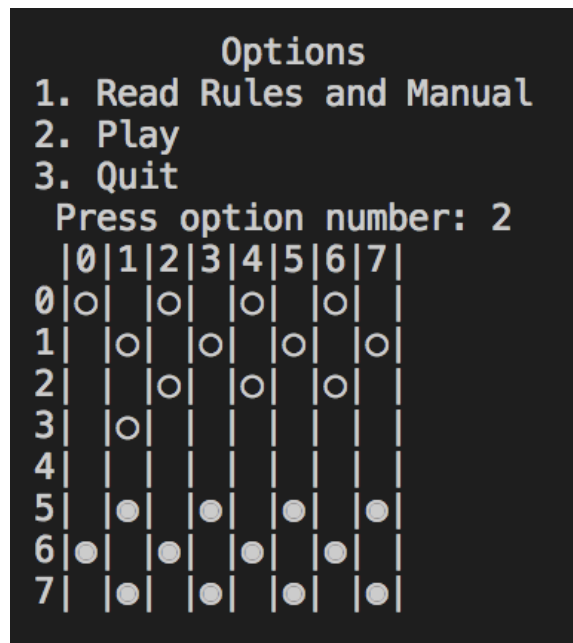 Options
1. Read Rules and Manual
2. Play
3. Quit
Press option number: 2
|0|1|2|3|4|5|6|7|
0|○| |○| |○| |○| |
1| |○| |○| |○| |○|
2| | |○| |○| |○| |
3| |○| | | | | | |
4| | | | | | | | |
5| |◉| |◉| |◉| |◉|
6|◉| |◉| |◉| |◉| |
7| |◉| |◉| |◉| |◉|